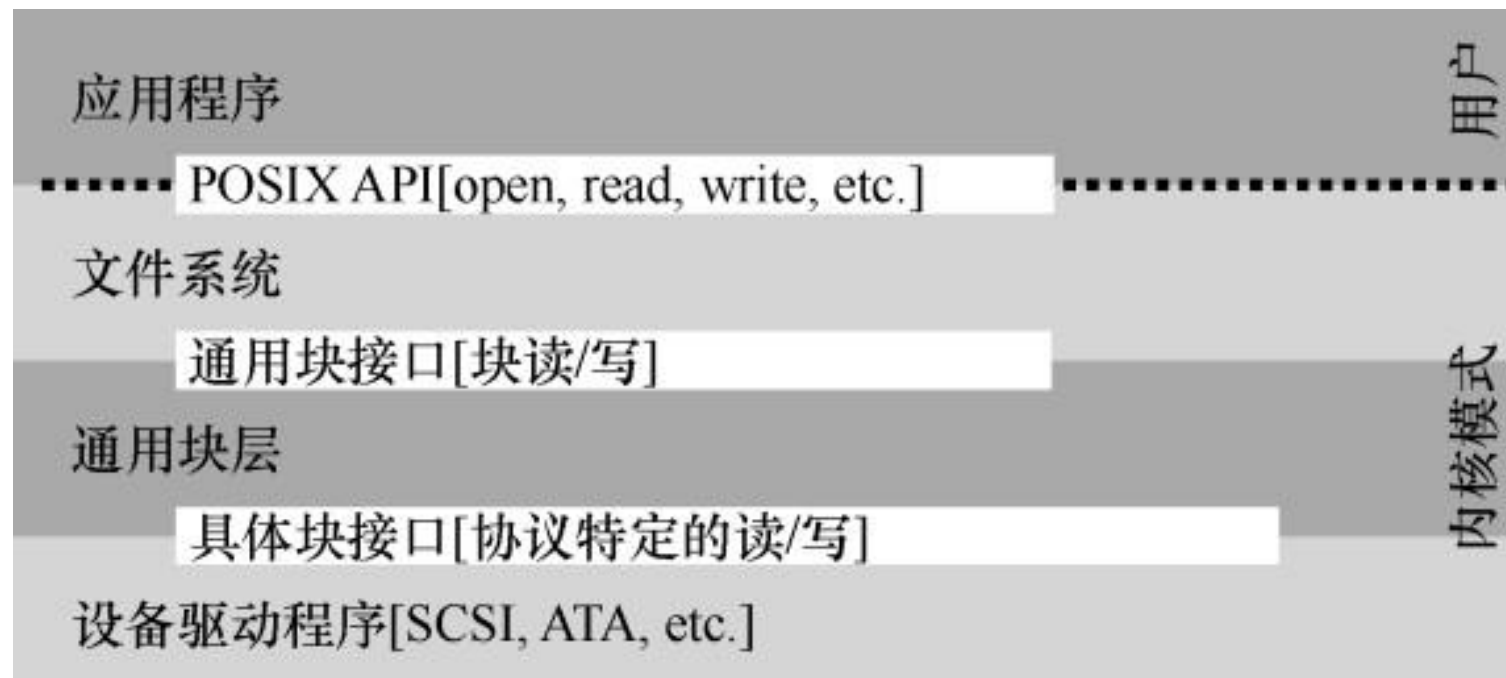 应用程序
POSIX API[open, read, write, etc.]
文件系统
通用块接口[块读/写]
通用块层
具体块接口[协议特定的读/写]
设备驱动程序[SCSI, ATA, etc.]
用户
内核模式